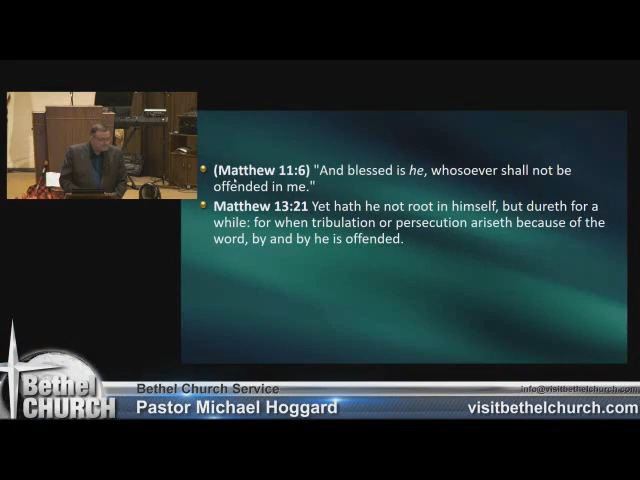 (Matthew 11:6) "And blessed is he, whosoever shall not be
offended in me."
Matthew 13:21 Yet hath he not root in himself, but dureth for a
while: for when tribulation or persecution ariseth because of the
word, by and by he is offended.
Bethel
CHURCH
Bethel Church Service
info@visitbethelchurch.com
Pastor Michael Hoggard
visitbethelchurch.com